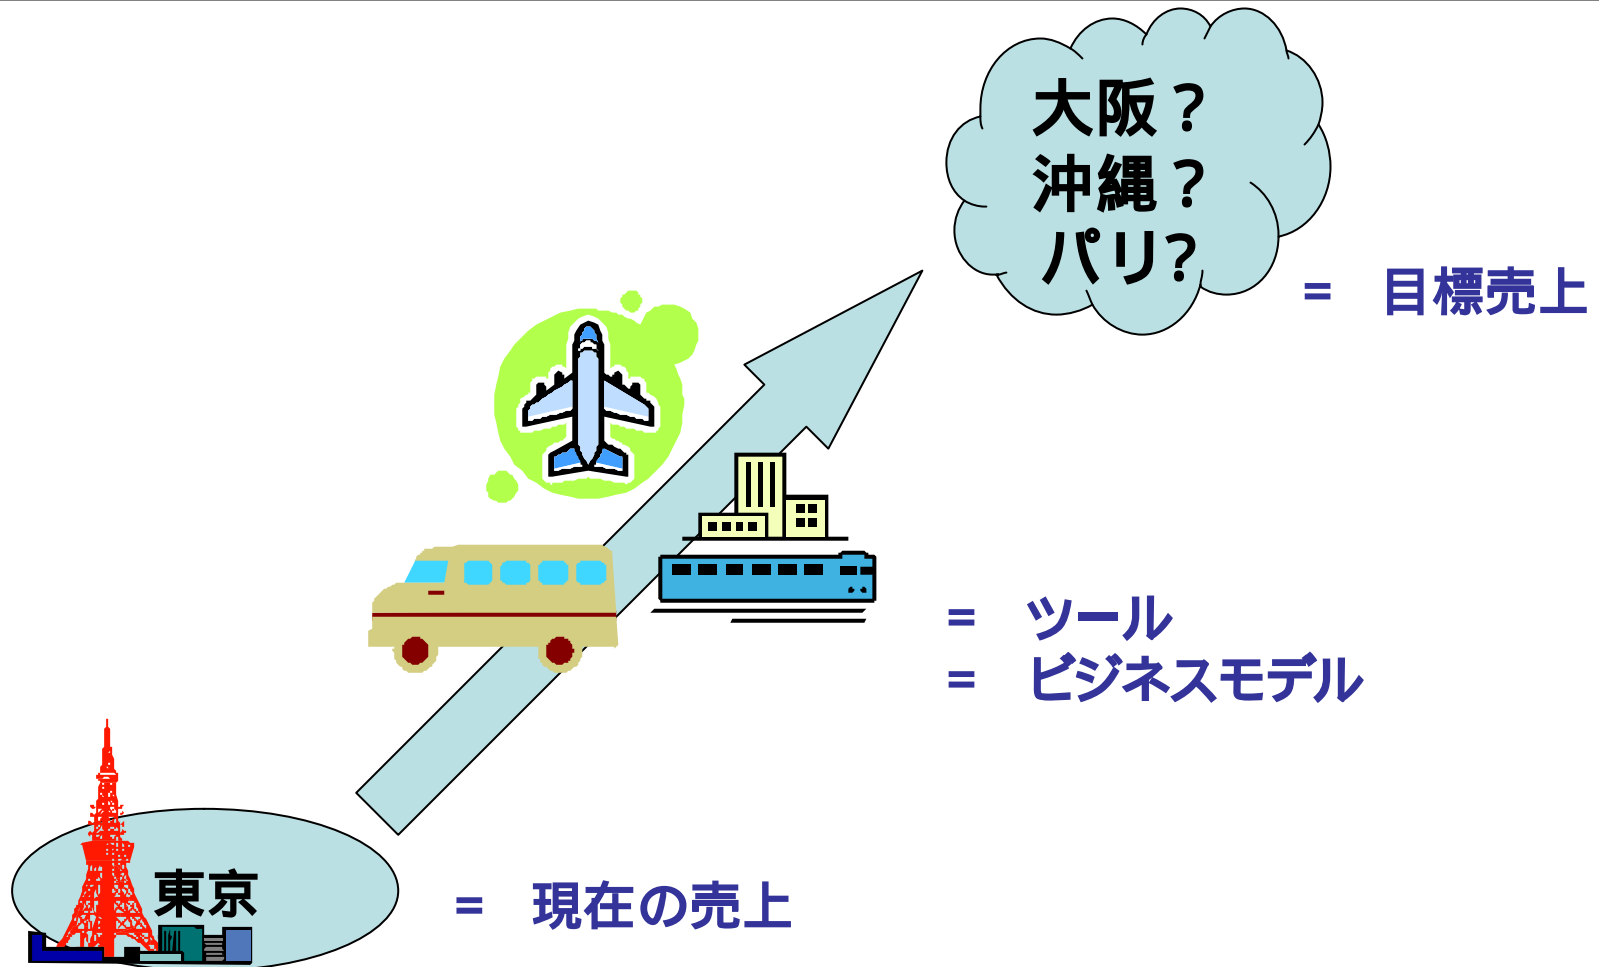 大阪？
沖縄？
パリ?
=　目標売上
=　ツール
=　ビジネスモデル
東京
=　現在の売上